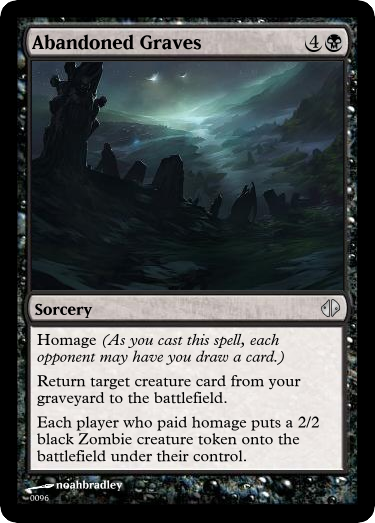 Abandoned Graves 4
Sorcery
Homage (As you cast this spell, each
opponent may have you draw a card.)
Return target creature card from your
graveyard to the battlefield.
Each player who paid homage puts a 2/2
black Zombie creature token onto the
battlefield under their control.
noahbradley
0096